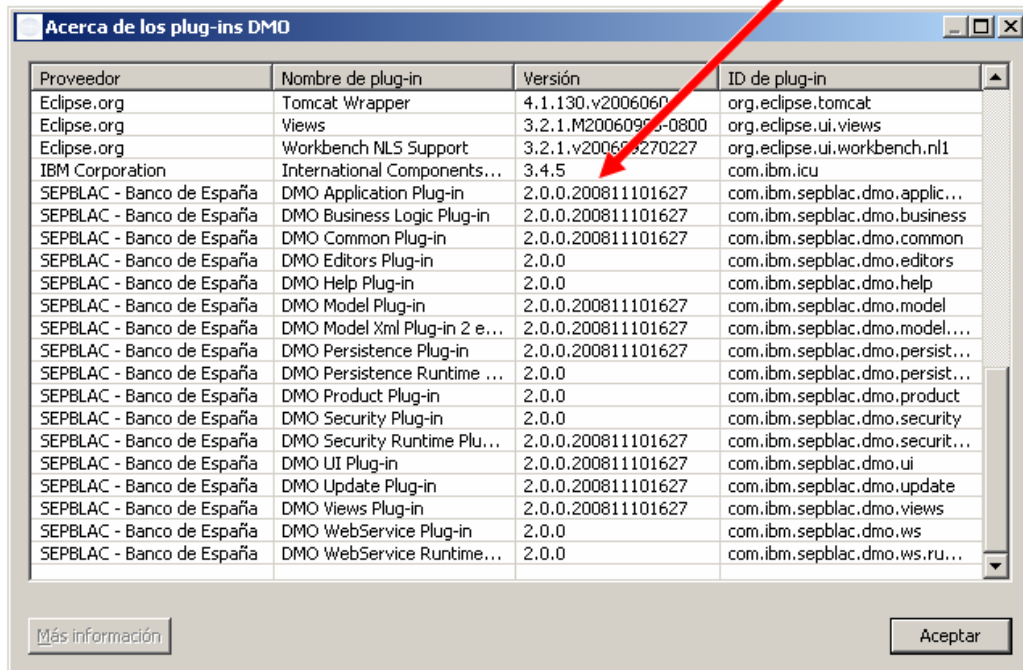 Acerca de los plug-ins DMO
Proveedor Nombre de plug-in Versión ID de plug-in
Eclipse.org Tomcat Wrapper 4.1.130.v2006060 org.eclipse.tomcat
Eclipse.org Views -0800 org.eclipse.ui.views
Eclipse.org Workbench NLS Support org.eclipse.ui.workbench.nl1
IBM Corporation International Components... 3.4.5 com.ibm.icu
SEPBLAC - Banco de España DMO Application Plug-in 2.0.0.200811101627 com.ibm.sepblac.dmo.applic...
SEPBLAC - Banco de España DMO Business Logic Plug-in 2.0.0.200811101627 com.ibm.sepblac.dmo.business
SEPBLAC - Banco de España DMO Common Plug-in 2.0.0.200811101627 com.ibm.sepblac.dmo.common
SEPBLAC - Banco de España DMO Editors Plug-in 2.0.0 com.ibm.sepblac.dmo.editors
SEPBLAC - Banco de España DMO Help Plug-in 2.0.0 com.ibm.sepblac.dmo.help
SEPBLAC - Banco de España DMO Model Plug-in 2.0.0.200811101627 com.ibm.sepblac.dmo.model
SEPBLAC - Banco de España DMO Model Xml Plug-in 2 e... 2.0.0.200811101627 com.ibm.sepblac.dmo.model....
SEPBLAC - Banco de España DMO Persistence Plug-in 2.0.0.200811101627 com.ibm.sepblac.dmo.persist...
SEPBLAC - Banco de España DMO Persistence Runtime ... 2.0.0 com.ibm.sepblac.dmo.persist...
SEPBLAC - Banco de España DMO Product Plug-in 2.0.0 com.ibm.sepblac.dmo.product
SEPBLAC - Banco de España DMO Security Plug-in 2.0.0 com.ibm.sepblac.dmo.security
SEPBLAC - Banco de España DMO Security Runtime Plu... 2.0.0.200811101627 com.ibm.sepblac.dmo.securit...
SEPBLAC - Banco de España DMO UI Plug-in 2.0.0.200811101627 com.ibm.sepblac.dmo.ui
SEPBLAC - Banco de España DMO Update Plug-in 2.0.0.200811101627 com.ibm.sepblac.dmo.update
SEPBLAC - Banco de España DMO Views Plug-in 2.0.0.200811101627 com.ibm.sepblac.dmo.views
SEPBLAC - Banco de España DMO WebService Plug-in 2.0.0 com.ibm.sepblac.dmo.ws
SEPBLAC - Banco de España DMO WebService Runtime... 2.0.0 com.ibm.sepblac.dmo.ws.ru...
Más información Aceptar